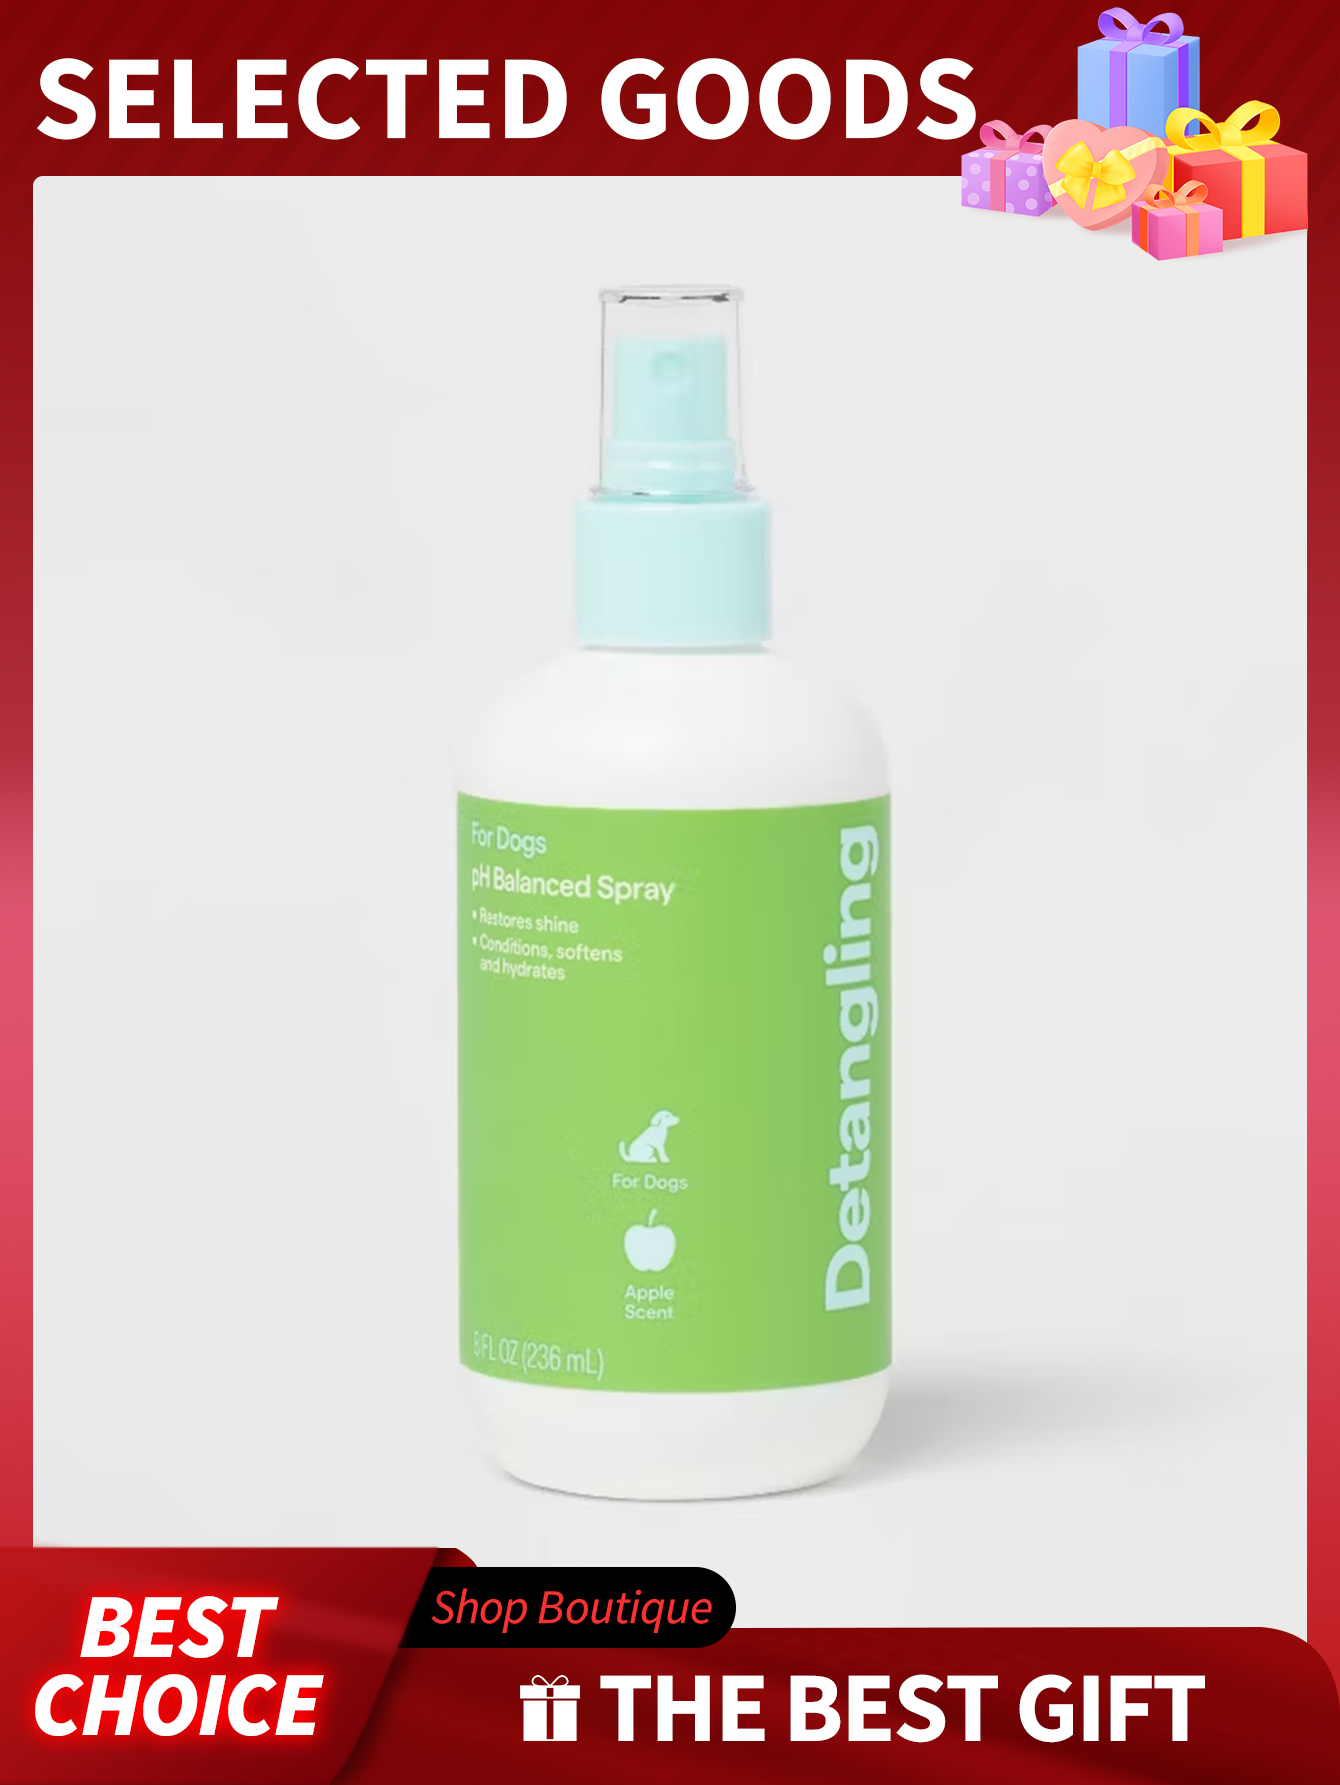 SELECTED GOODS
For Dogs
pH Balanced Spray
• Restores shine
• Conditions, softens
and hydrates
Detangling
For Dogs
Apple
Scent
8 FL OZ (236 mL)
Shop Boutique
BEST
CHOICE
THE BEST GIFT